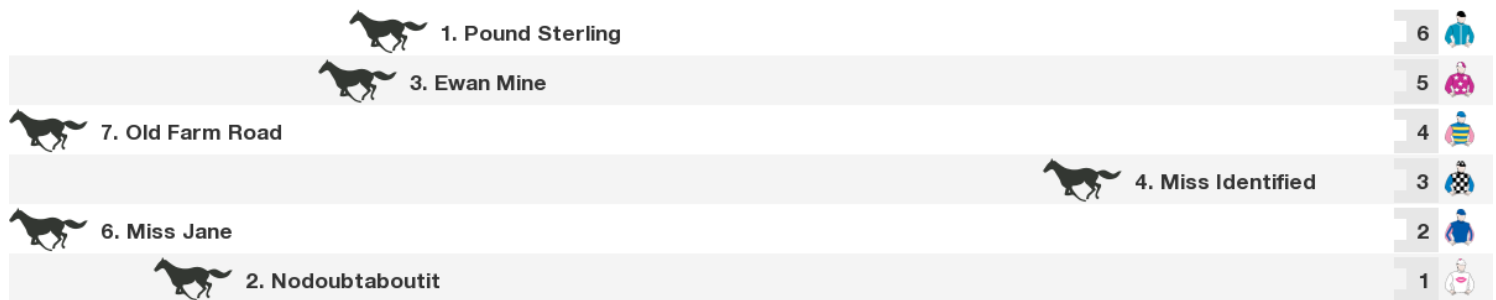 1. Pound Sterling 6
3. Ewan Mine 5
7. Old Farm Road 4
4. Miss Identified 3
6. Miss Jane 2
2. Nodoubtaboutit 1